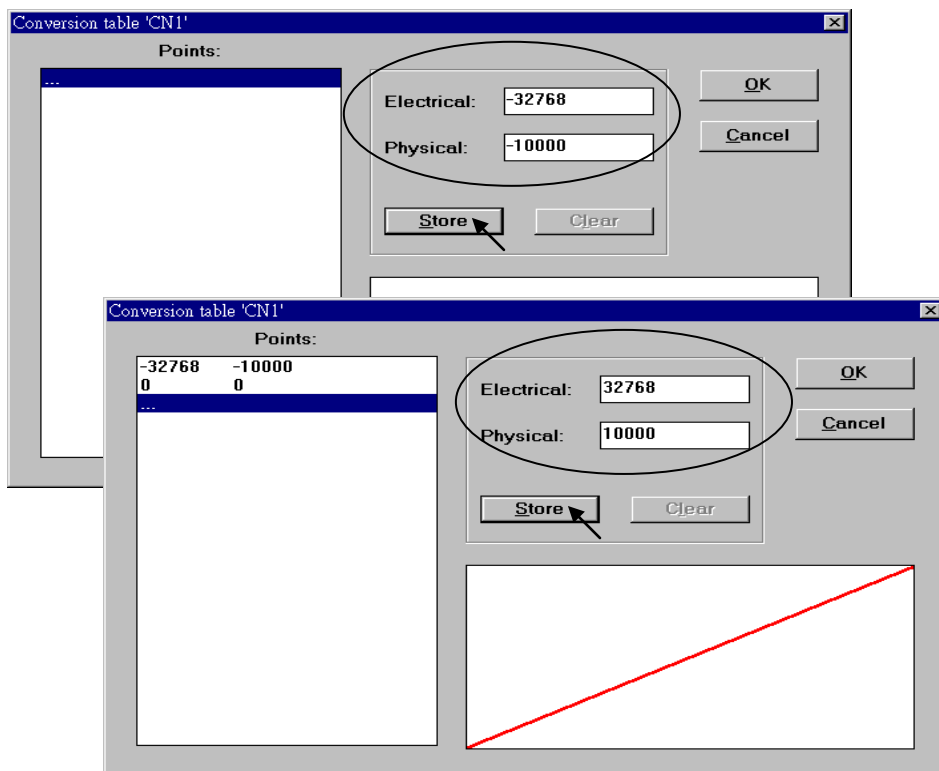 Conversion table 'CN1'
Points:
...
Electrical: -32768
Physical: -10000
Store Clear
OK
Cancel
Conversion table 'CN1'
Points:
-32768 -10000
0 0
...
Electrical: 32768
Physical: 10000
Store Clear
OK
Cancel